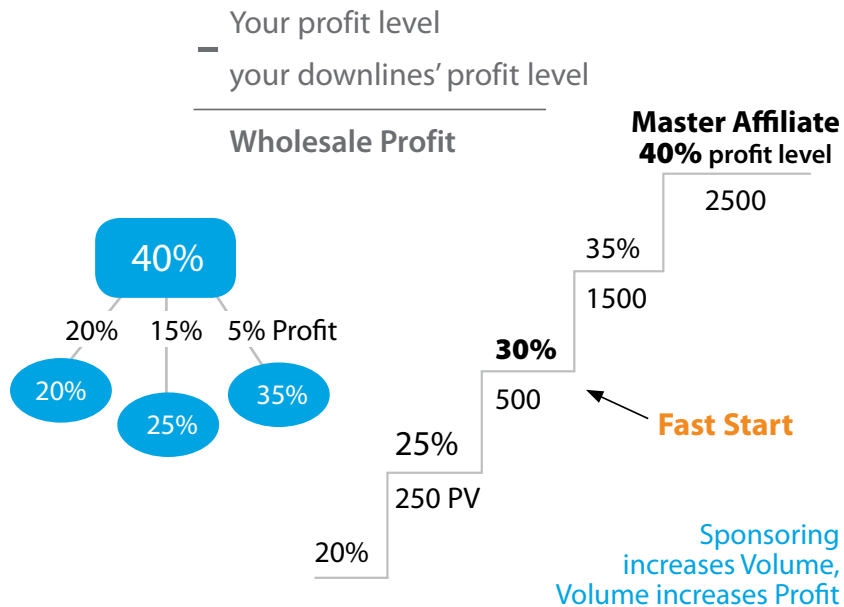 Your profit level
– your downlines’ profit level
Wholesale Profit
Master Affiliate
40% profit level
2500
35%
1500
30%
500
Fast Start
25%
250 PV
20%
40%
20% 15% 5% Profit
20% 25% 35%
Sponsoring
increases Volume,
Volume increases Profit